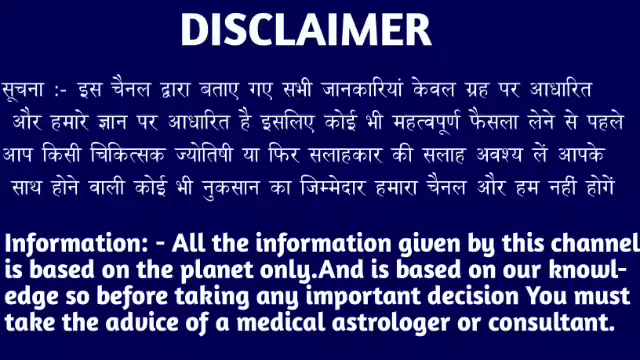 DISCLAIMER
सूचना :- इस चैनल द्वारा बताए गए सभी जानकारियां केवल ग्रह पर आधारित
और हमारे ज्ञान पर आधारित है इसलिए कोई भी महत्वपूर्ण फैसला लेने से पहले
आप किसी चिकित्सक ज्योतिषी या फिर सलाहकार की सलाह अवश्य लें आपके
साथ होने वाली कोई भी नुकसान का जिम्मेदार हमारा चैनल और हम नहीं होगें
Information: - All the information given by this channel
is based on the planet only.And is based on our knowl-
edge so before taking any important decision You must
take the advice of a medical astrologer or consultant.